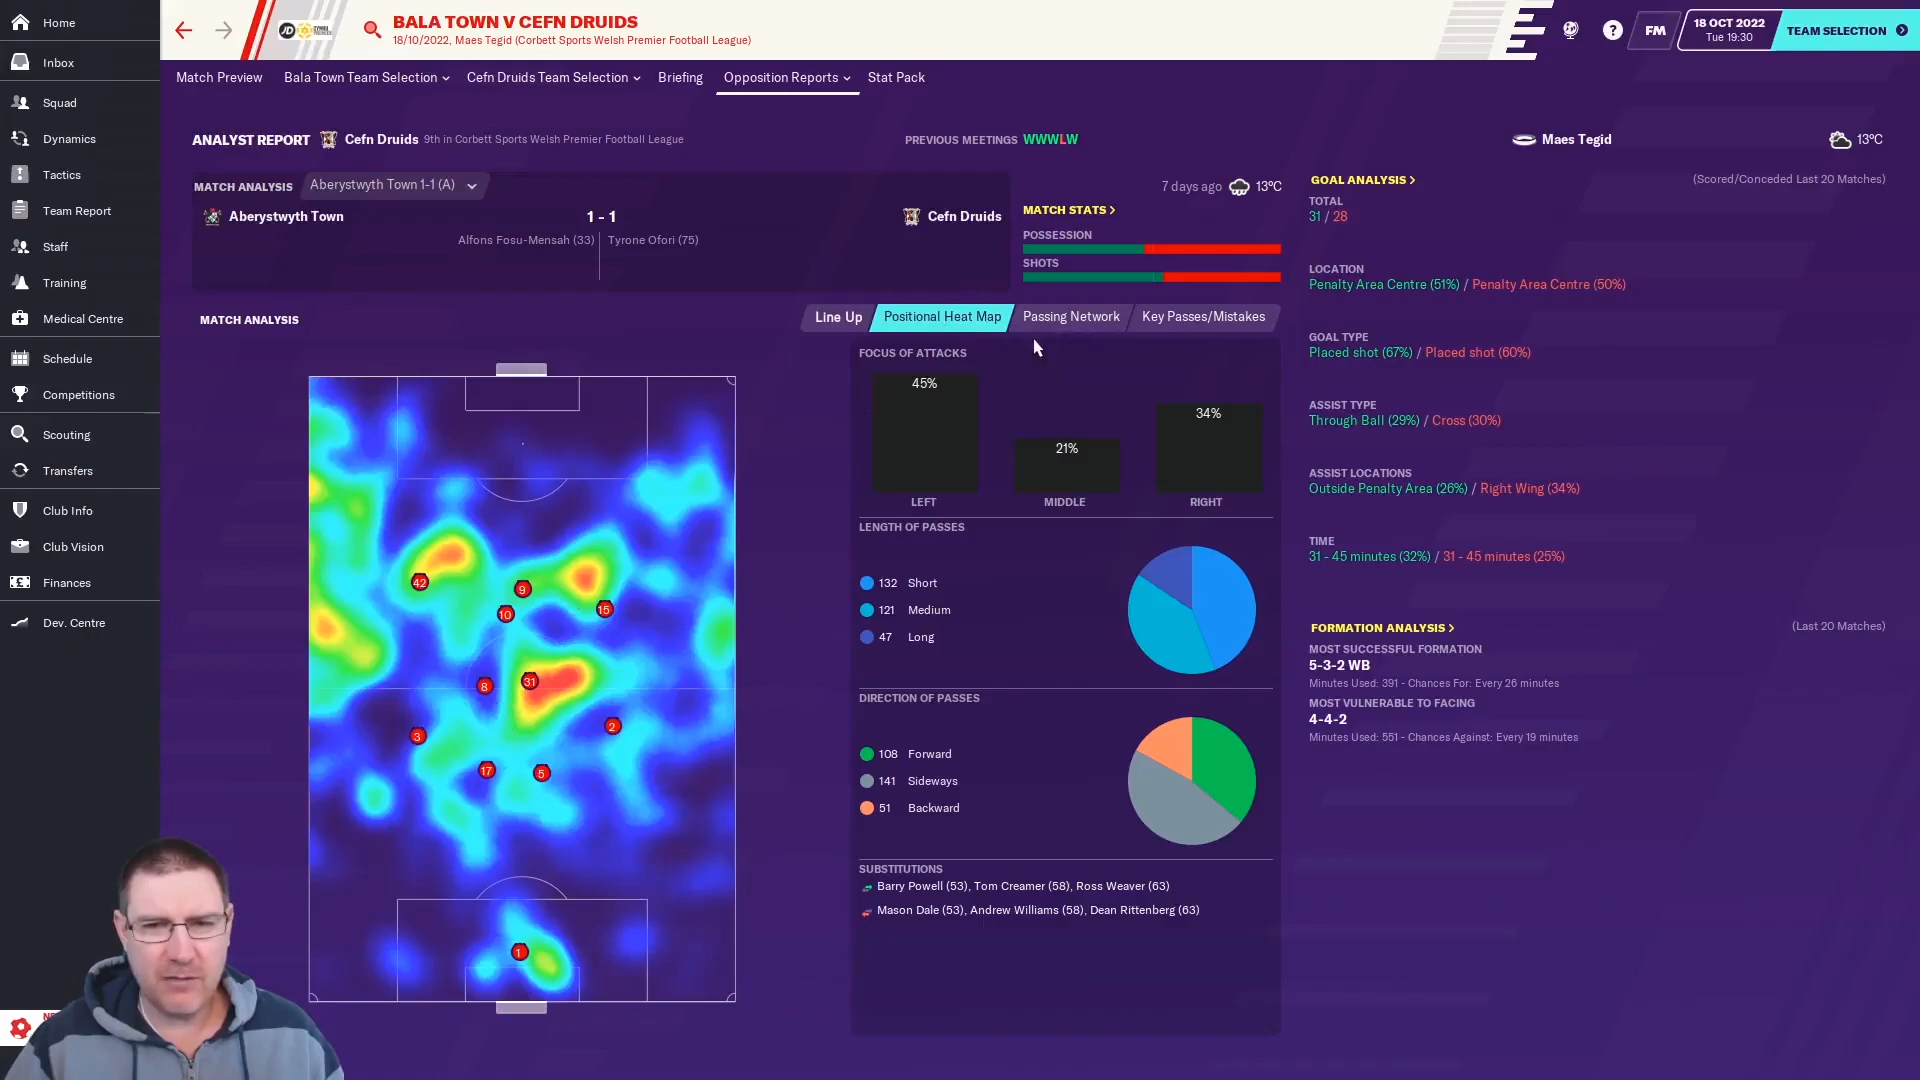 Home
Inbox
Squad
Dynamics
Tactics
Team Report
Staff
Training
Medical Centre
Schedule
Competitions
Scouting
Transfers
Club Info
Club Vision
Finances
Dev. Centre
JD
BALA TOWN V CEFN DRUIDS
18/10/2022, Maes Tegid (Corbett Sports Welsh Premier Football League)
?
FM
18 OCT 2022
Tue 19:30
TEAM SELECTION
Match Preview
Bala Town Team Selection
Cefn Druids Team Selection
Briefing
Opposition Reports
Stat Pack
ANALYST REPORT Cefn Druids 9th in Corbett Sports Welsh Premier Football League
PREVIOUS MEETINGS WWWLW
Maes Tegid
13ºC
MATCH ANALYSIS Aberystwyth Town 1-1 (A)
7 days ago 13ºC
Aberystwyth Town 1 - 1 Cefn Druids
Alfons Fosu-Mensah (33) Tyrone Ofori (75)
MATCH STATS >
POSSESSION
SHOTS
MATCH ANALYSIS
Line Up
Positional Heat Map
Passing Network
Key Passes/Mistakes
42
9
10
15
8
31
3
2
17
5
1
FOCUS OF ATTACKS
45%
21%
34%
LEFT
MIDDLE
RIGHT
LENGTH OF PASSES
132 Short
121 Medium
47 Long
DIRECTION OF PASSES
108 Forward
141 Sideways
51 Backward
SUBSTITUTIONS
Barry Powell (53), Tom Creamer (58), Ross Weaver (63)
Mason Dale (53), Andrew Williams (58), Dean Rittenberg (63)
GOAL ANALYSIS >
(Scored/Conceded Last 20 Matches)
TOTAL
31 / 28
LOCATION
Penalty Area Centre (51%) / Penalty Area Centre (50%)
GOAL TYPE
Placed shot (67%) / Placed shot (60%)
ASSIST TYPE
Through Ball (29%) / Cross (30%)
ASSIST LOCATIONS
Outside Penalty Area (26%) / Right Wing (34%)
TIME
31 - 45 minutes (32%) / 31 - 45 minutes (25%)
FORMATION ANALYSIS >
(Last 20 Matches)
MOST SUCCESSFUL FORMATION
5-3-2 WB
Minutes Used: 391 - Chances For: Every 26 minutes
MOST VULNERABLE TO FACING
4-4-2
Minutes Used: 551 - Chances Against: Every 19 minutes